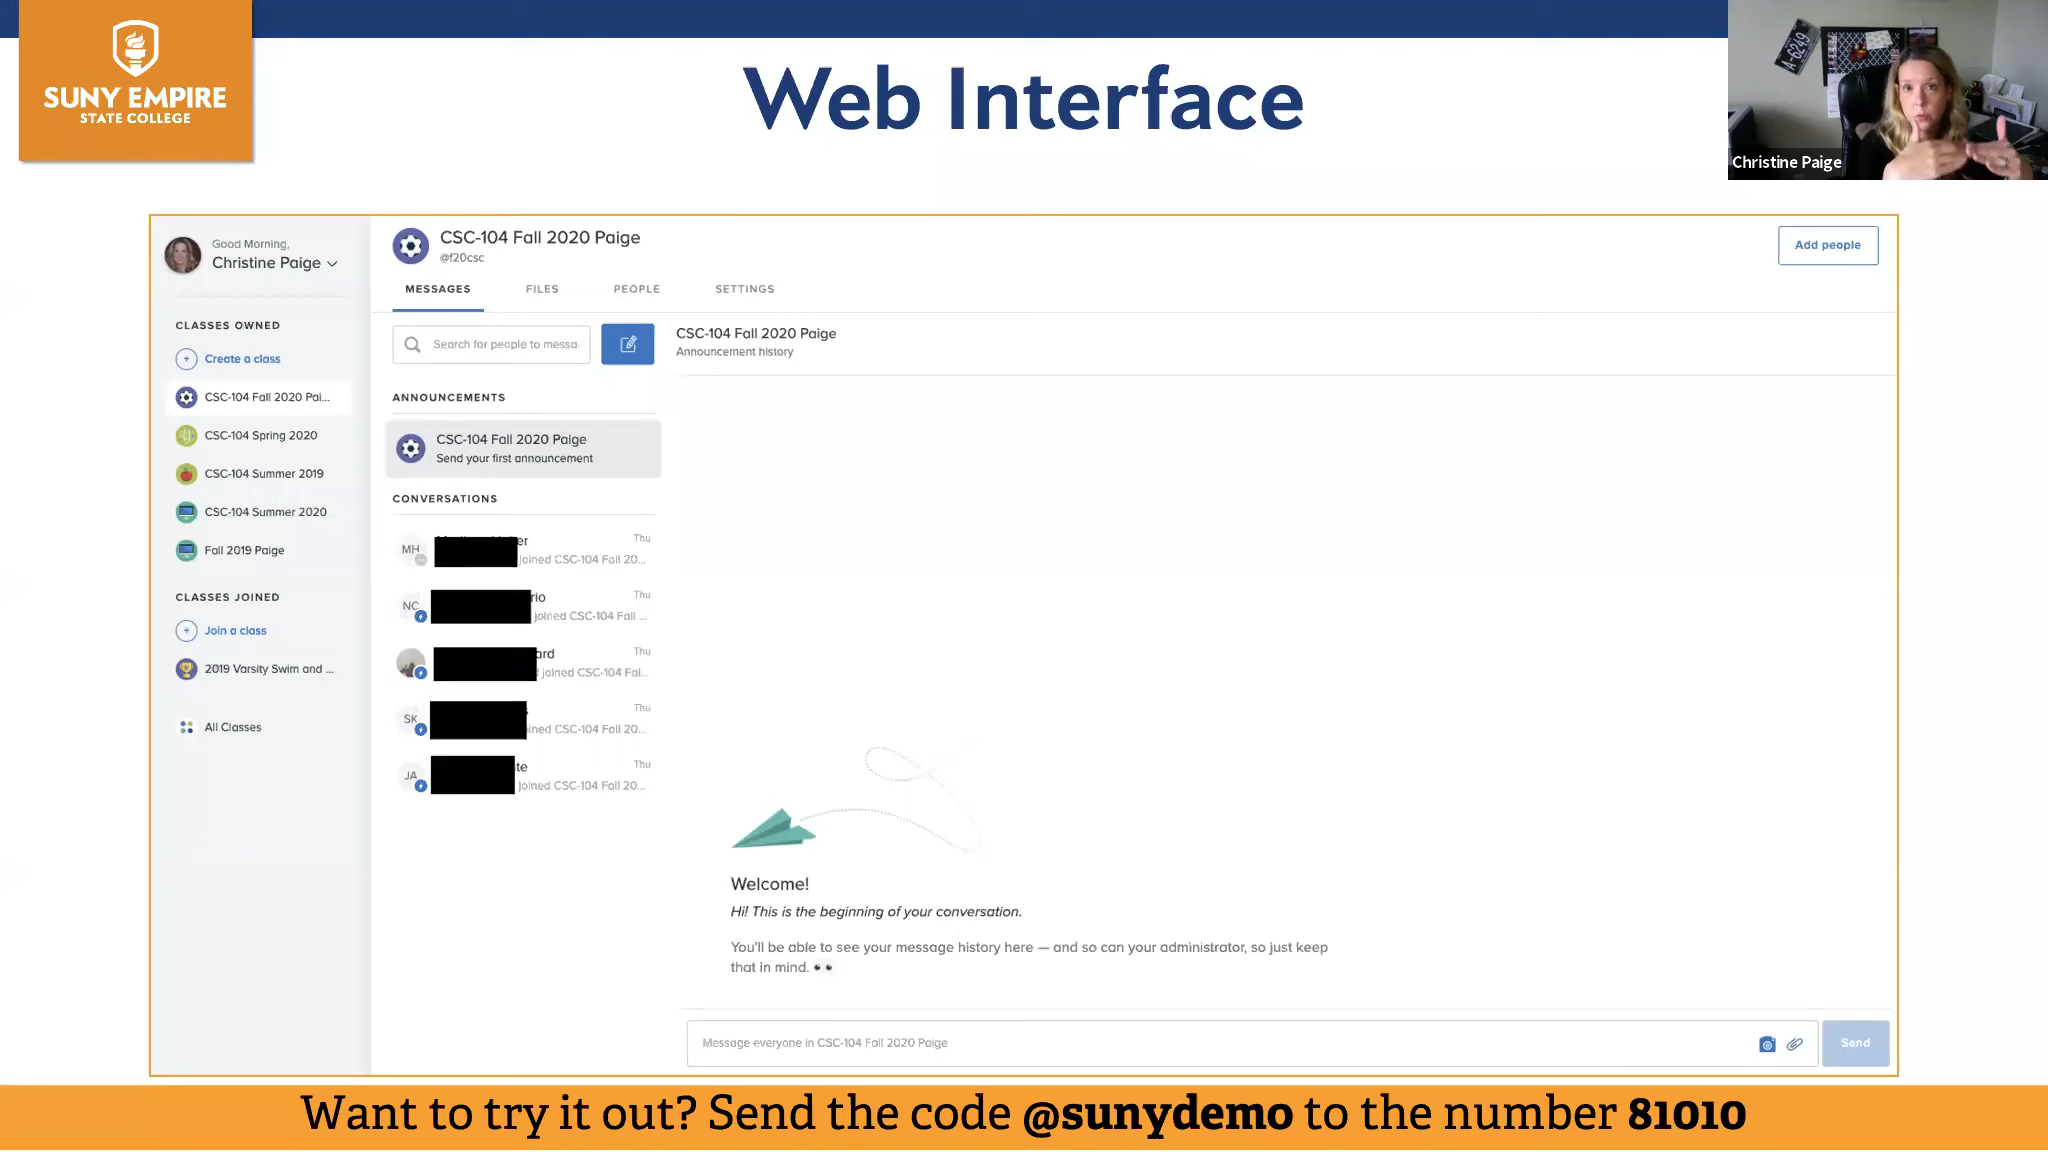 SUNY EMPIRE
STATE COLLEGE
Web Interface
A-6249
Christine Paige
Good Morning,
Christine Paige
CLASSES OWNED
Create a class
CSC-104 Fall 2020 Pai...
CSC-104 Spring 2020
CSC-104 Summer 2019
CSC-104 Summer 2020
Fall 2019 Paige
CLASSES JOINED
Join a class
2019 Varsity Swim and ...
All Classes
CSC-104 Fall 2020 Paige
@f20csc
Add people
MESSAGES FILES PEOPLE SETTINGS
Search for people to messa
ANNOUNCEMENTS
CSC-104 Fall 2020 Paige
Send your first announcement
CONVERSATIONS
MH er Thu
joined CSC-104 Fall 20...
NC rio Thu
joined CSC-104 Fall ...
ard Thu
joined CSC-104 Fal...
SK Thu
ined CSC-104 Fall 20...
JA te Thu
joined CSC-104 Fall 20...
CSC-104 Fall 2020 Paige
Announcement history
Welcome!
Hi! This is the beginning of your conversation.
You'll be able to see your message history here — and so can your administrator, so just keep
that in mind. 👀
Message everyone in CSC-104 Fall 2020 Paige
Send
Want to try it out? Send the code @sunydemo to the number 81010